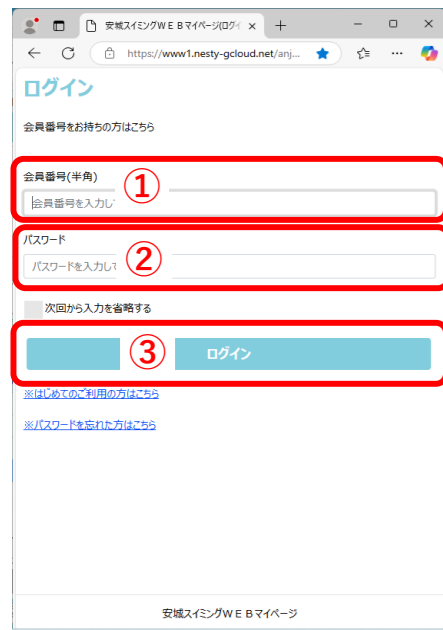 安城スイミングＷＥＢマイページ(ログイ
https://www1.nesty-gcloud.net/anj...
ログイン
会員番号をお持ちの方はこちら
会員番号(半角)
①
会員番号を入力し
パスワード
②
パスワードを入力して
次回から入力を省略する
③
ログイン
※はじめてのご利用の方はこちら
※パスワードを忘れた方はこちら
安城スイミングＷＥＢマイページ